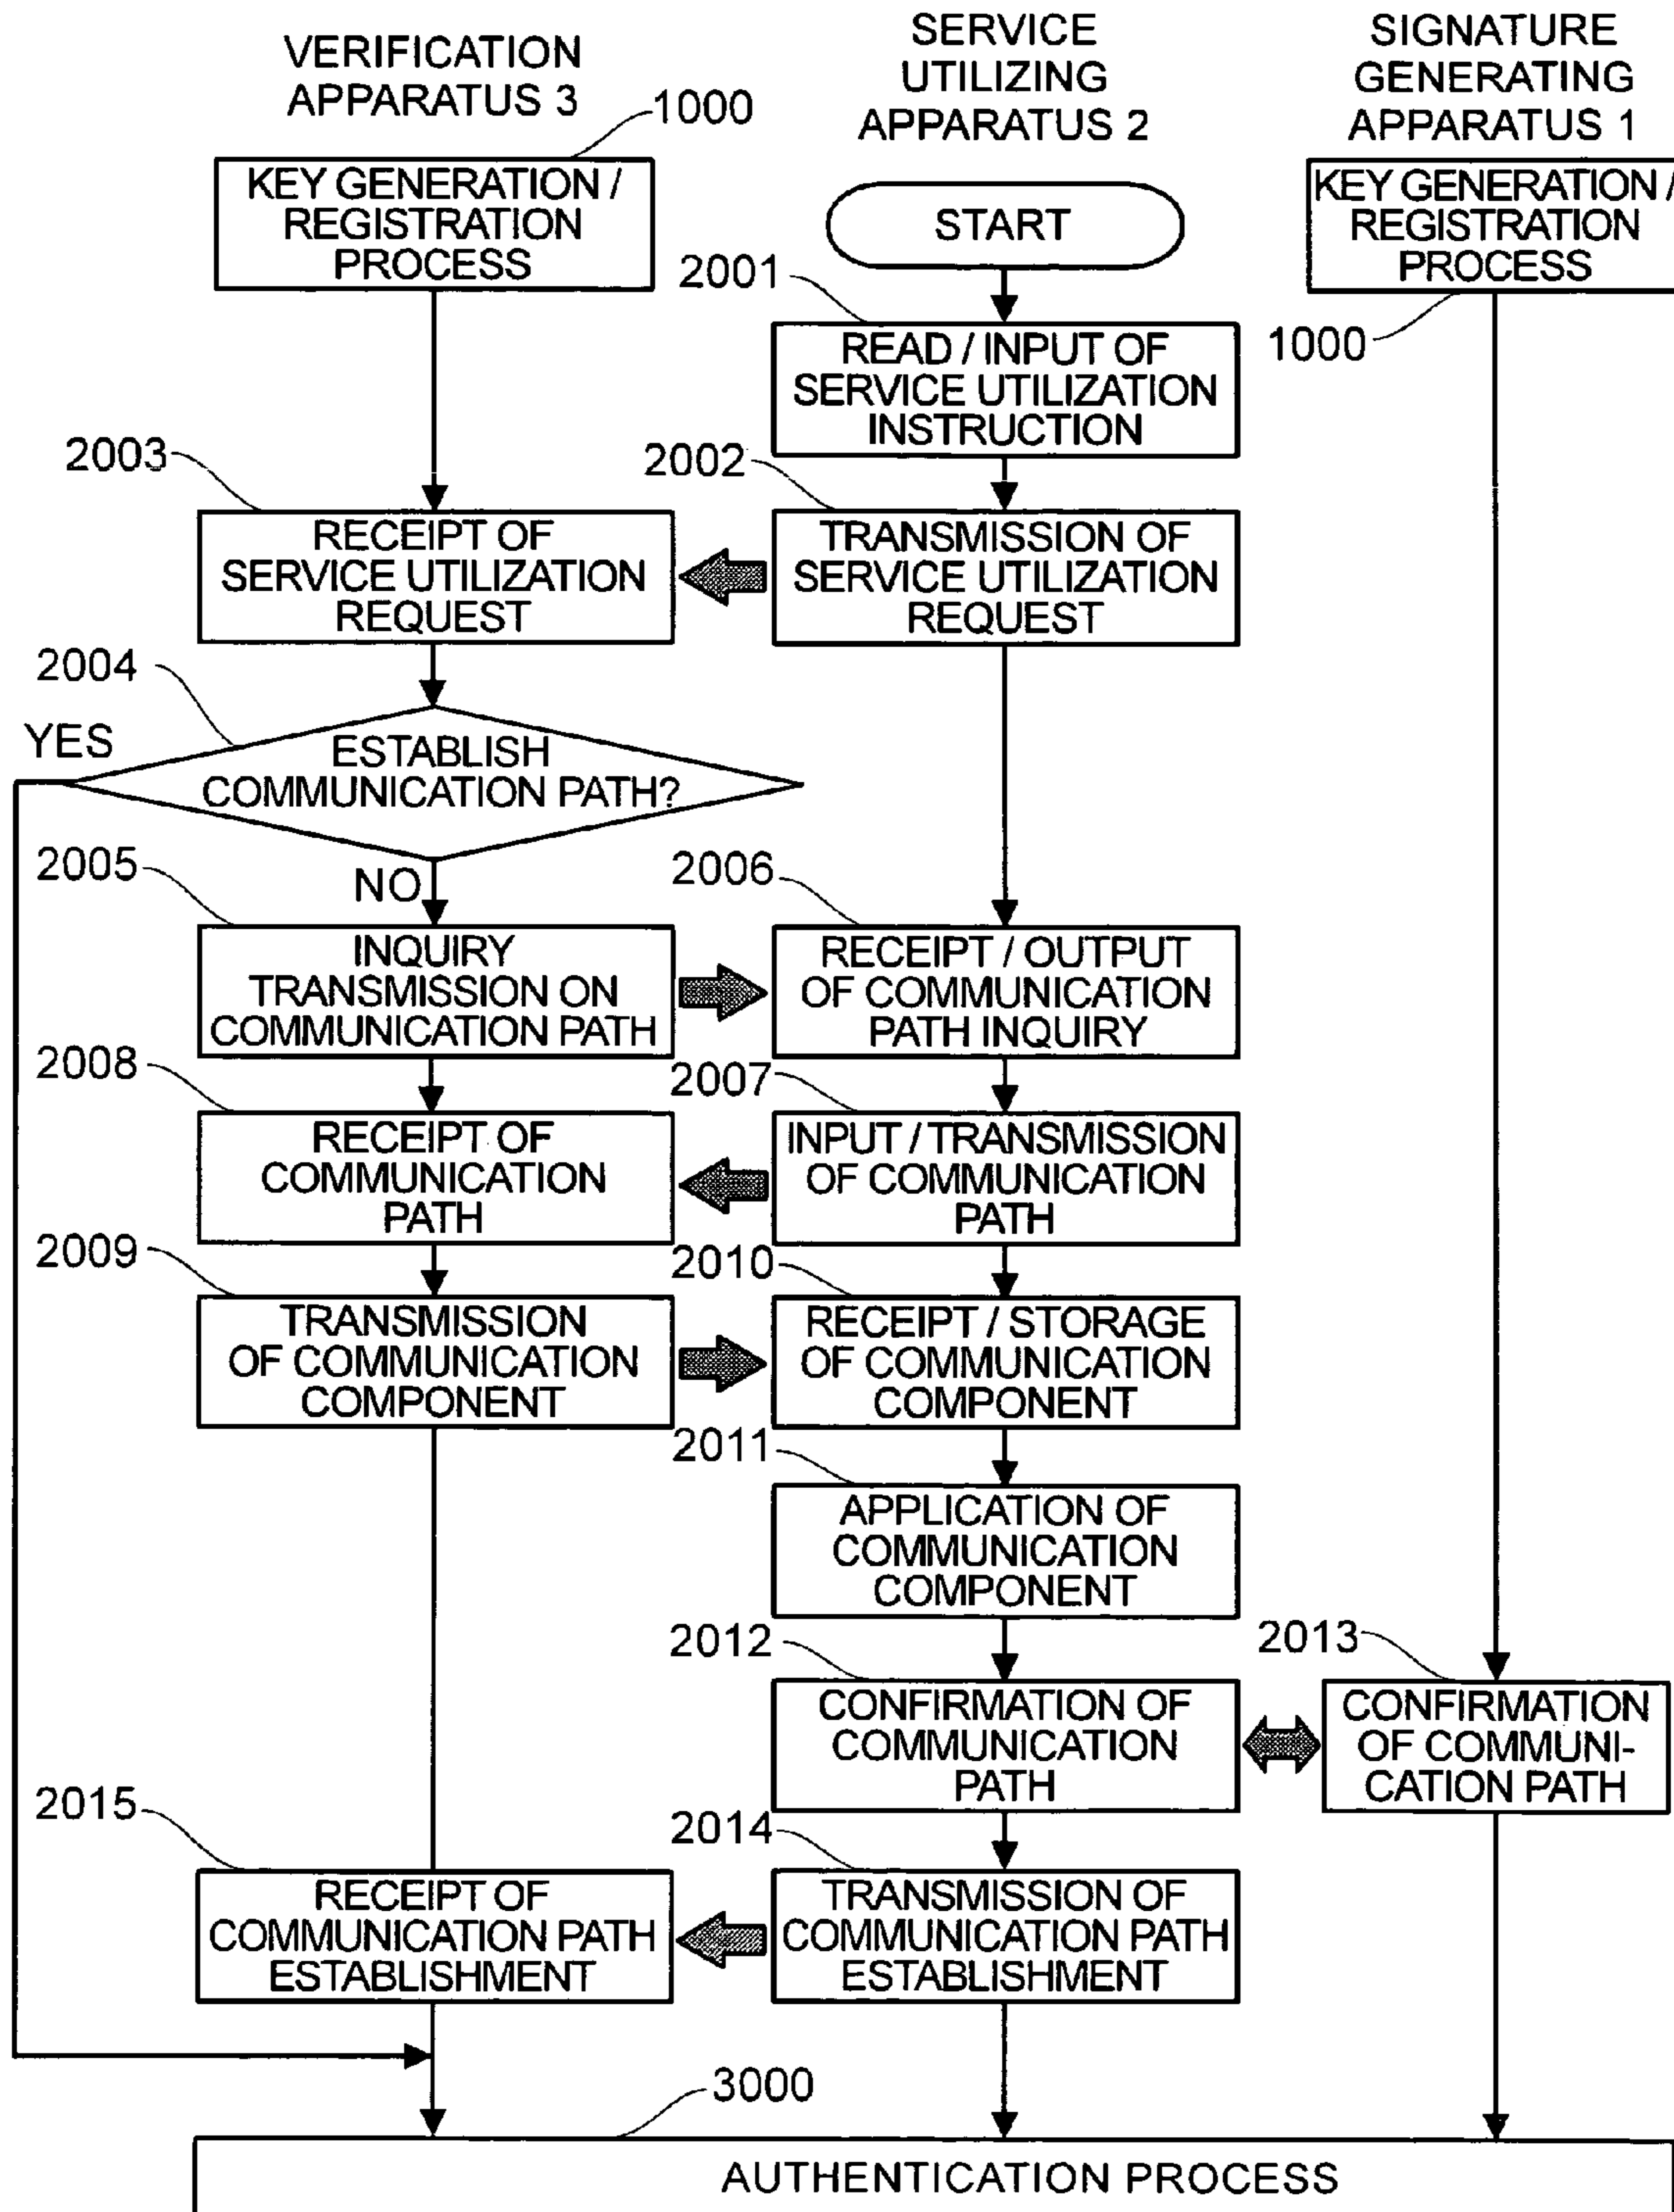 VERIFICATION
APPARATUS 3
SERVICE
UTILIZING
APPARATUS 2
SIGNATURE
GENERATING
APPARATUS 1
1000
KEY GENERATION /
REGISTRATION
PROCESS
START
KEY GENERATION /
REGISTRATION
PROCESS
1000
2001
READ / INPUT OF
SERVICE UTILIZATION
INSTRUCTION
2003
RECEIPT OF
SERVICE UTILIZATION
REQUEST
2002
TRANSMISSION OF
SERVICE UTILIZATION
REQUEST
2004
YES
ESTABLISH
COMMUNICATION PATH?
NO
2005
INQUIRY
TRANSMISSION ON
COMMUNICATION PATH
2006
RECEIPT / OUTPUT
OF COMMUNICATION
PATH INQUIRY
2008
RECEIPT OF
COMMUNICATION
PATH
2007
INPUT / TRANSMISSION
OF COMMUNICATION
PATH
2009
TRANSMISSION
OF COMMUNICATION
COMPONENT
2010
RECEIPT / STORAGE
OF COMMUNICATION
COMPONENT
2011
APPLICATION OF
COMMUNICATION
COMPONENT
2012
CONFIRMATION OF
COMMUNICATION
PATH
2013
CONFIRMATION
OF COMMUNI-
CATION PATH
2015
RECEIPT OF
COMMUNICATION PATH
ESTABLISHMENT
2014
TRANSMISSION OF
COMMUNICATION PATH
ESTABLISHMENT
3000
AUTHENTICATION PROCESS